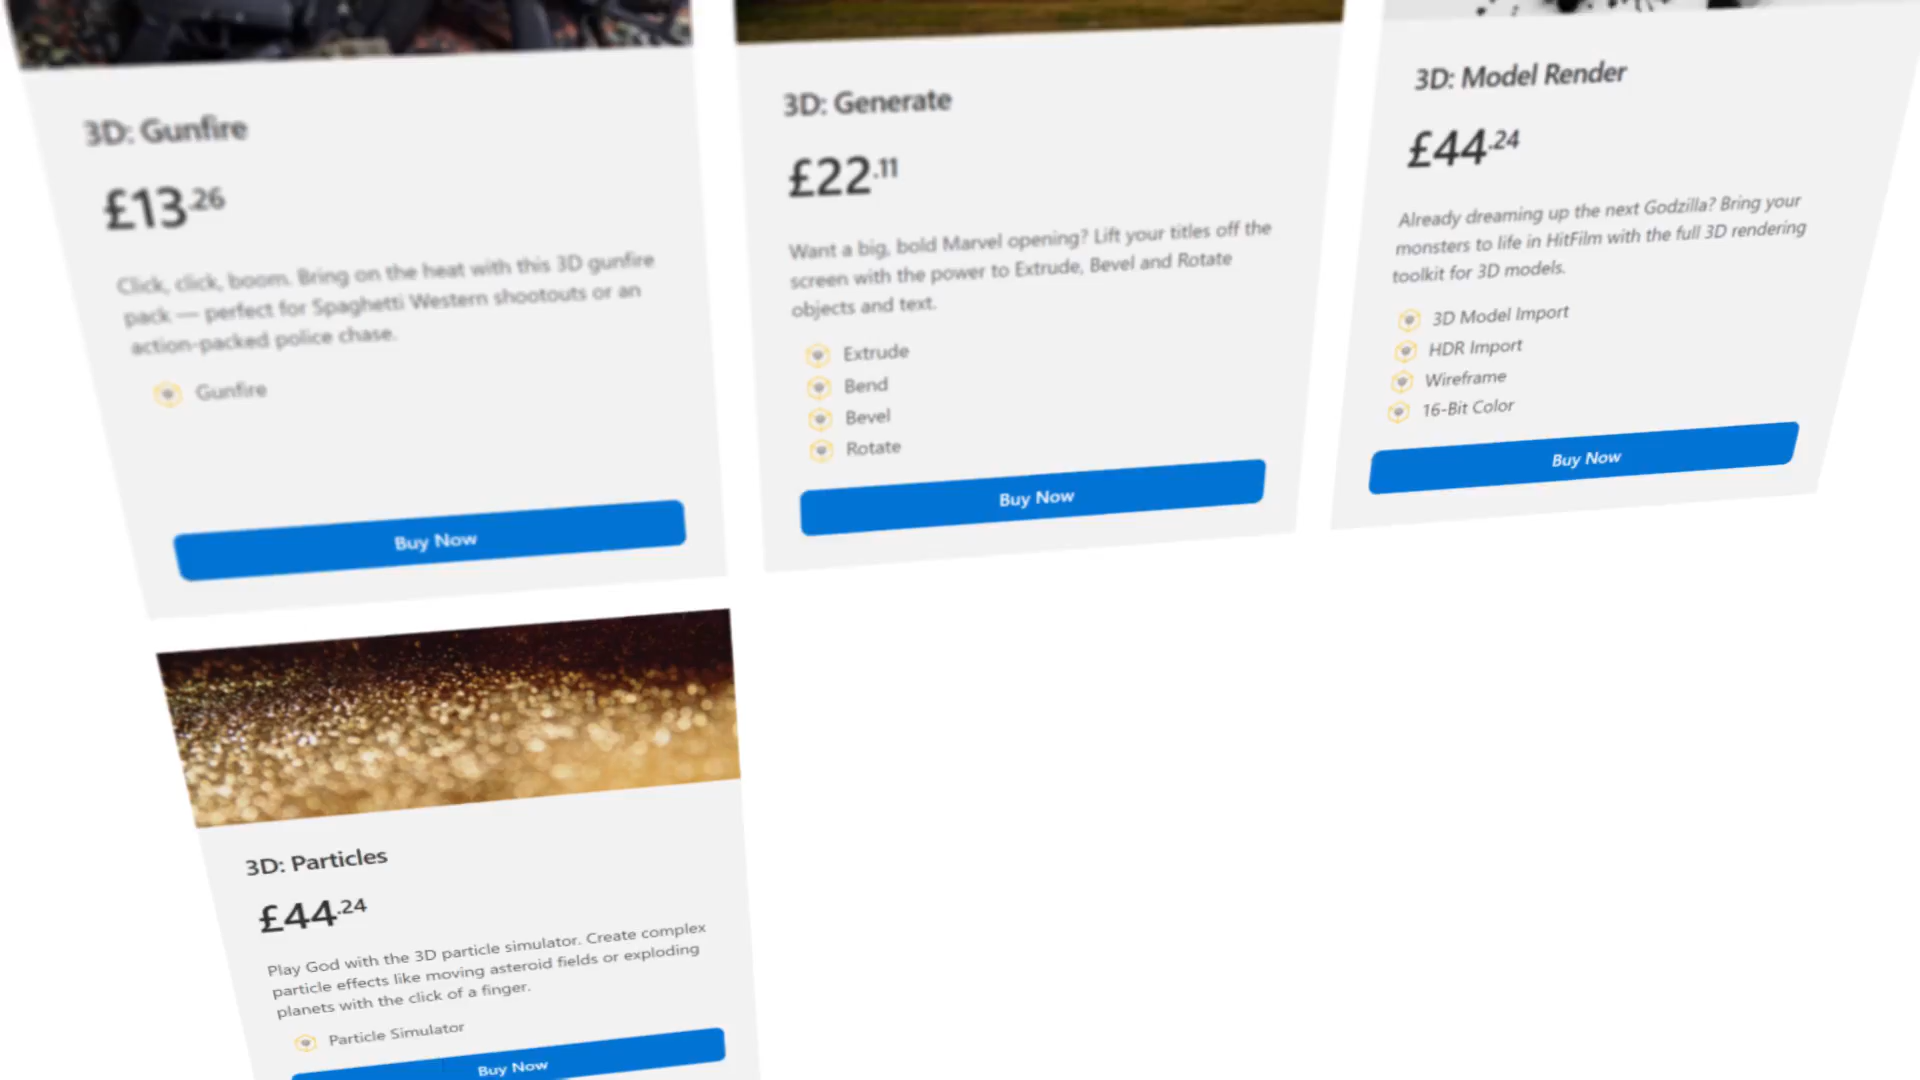 3D: Gunfire
£13.26
Click, click, boom. Bring on the heat with this 3D gunfire
pack — perfect for Spaghetti Western shootouts or an
action-packed police chase.
Gunfire
Buy Now
3D: Generate
£22.11
Want a big, bold Marvel opening? Lift your titles off the
screen with the power to Extrude, Bevel and Rotate
objects and text.
Extrude
Bend
Bevel
Rotate
Buy Now
3D: Model Render
£44.24
Already dreaming up the next Godzilla? Bring your
monsters to life in HitFilm with the full 3D rendering
toolkit for 3D models.
3D Model Import
HDR Import
Wireframe
16-Bit Color
Buy Now
3D: Particles
£44.24
Play God with the 3D particle simulator. Create complex
particle effects like moving asteroid fields or exploding
planets with the click of a finger.
Particle Simulator
Buy Now